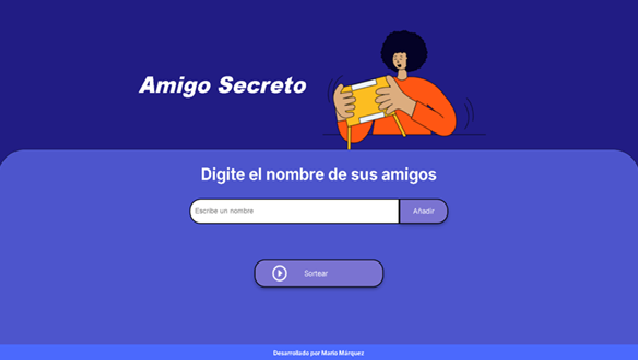 Amigo Secreto
Digite el nombre de sus amigos
Escribe un nombre
Añadir
Sortear
Desarrollado por Mario Márquez